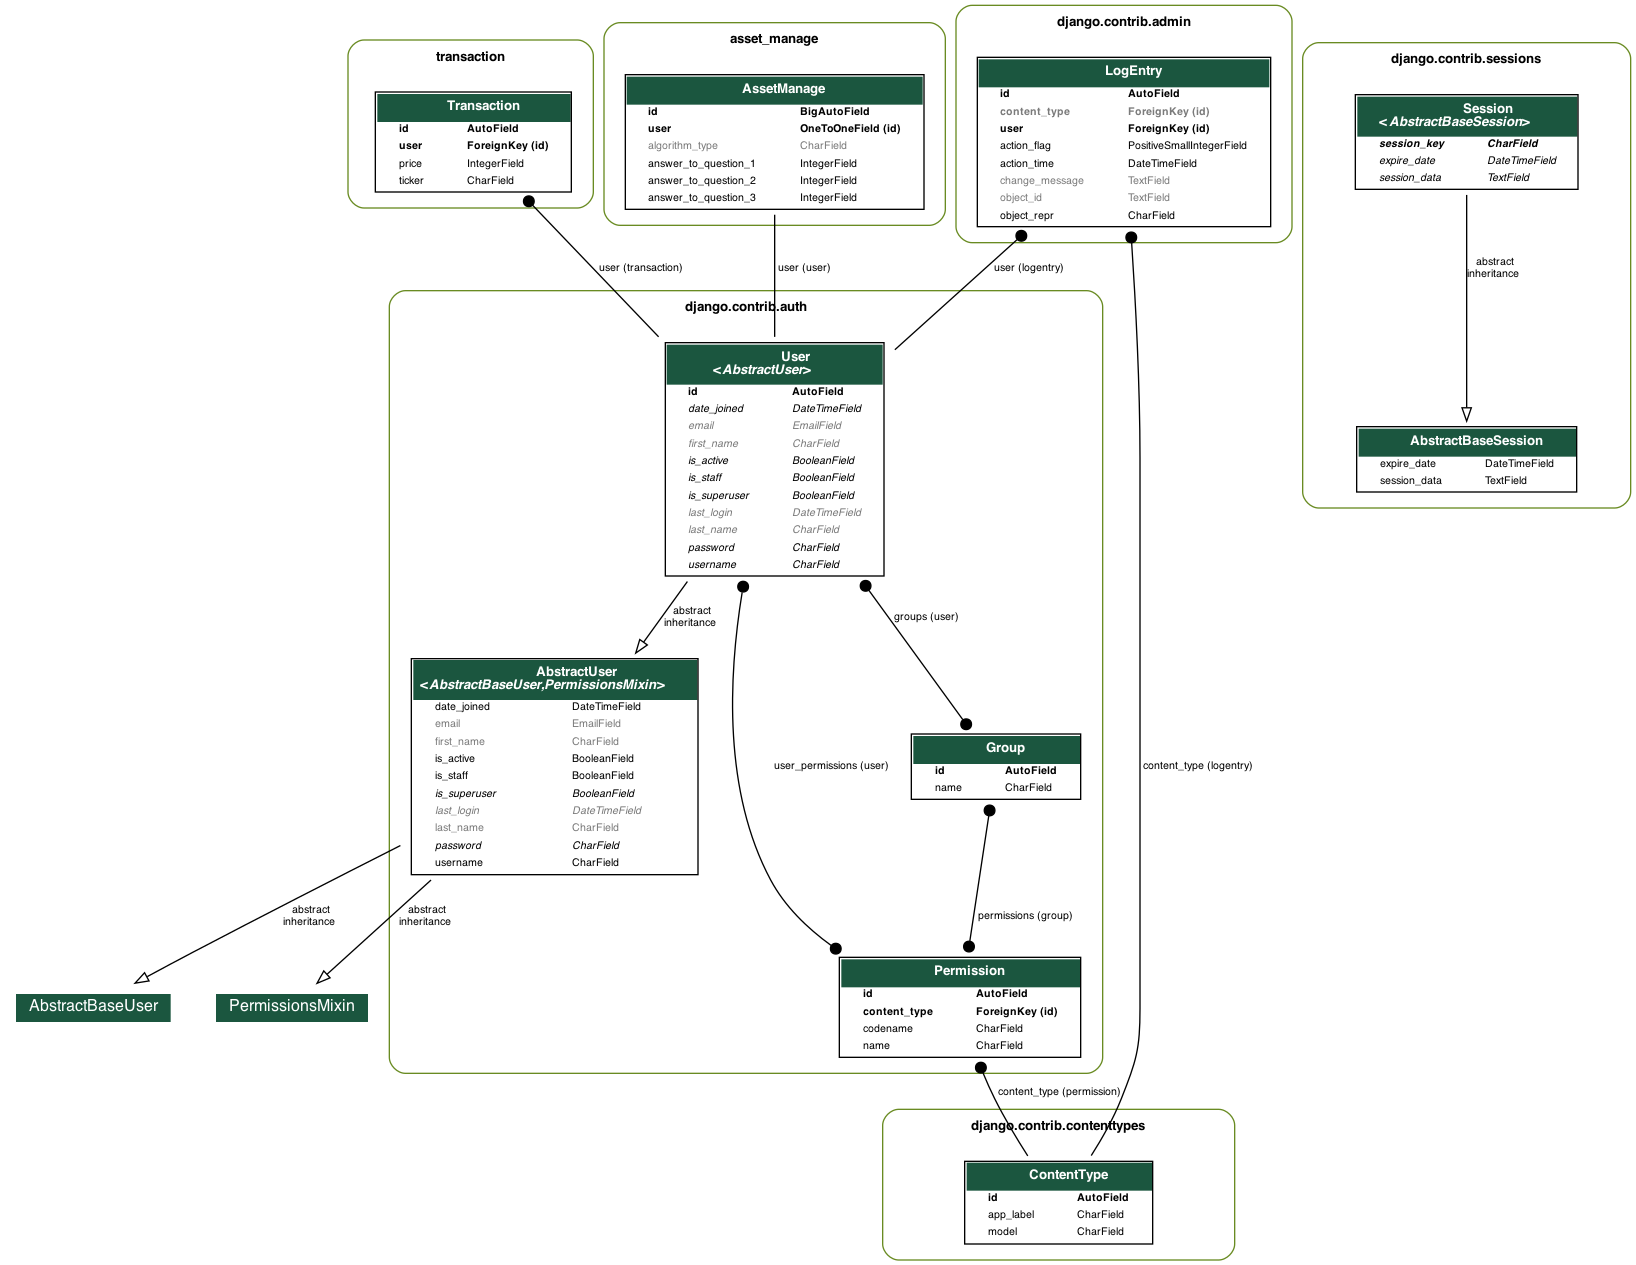 transaction
Transaction
id AutoField
user ForeignKey (id)
price IntegerField
ticker CharField
asset_manage
AssetManage
id BigAutoField
user OneToOneField (id)
algorithm_type CharField
answer_to_question_1 IntegerField
answer_to_question_2 IntegerField
answer_to_question_3 IntegerField
django.contrib.admin
LogEntry
id AutoField
content_type ForeignKey (id)
user ForeignKey (id)
action_flag PositiveSmallIntegerField
action_time DateTimeField
change_message TextField
object_id TextField
object_repr CharField
django.contrib.sessions
Session
<AbstractBaseSession>
session_key CharField
expire_date DateTimeField
session_data TextField
abstract
inheritance
AbstractBaseSession
expire_date DateTimeField
session_data TextField
user (transaction)
user (user)
user (logentry)
django.contrib.auth
User
<AbstractUser>
id AutoField
date_joined DateTimeField
email EmailField
first_name CharField
is_active BooleanField
is_staff BooleanField
is_superuser BooleanField
last_login DateTimeField
last_name CharField
password CharField
username CharField
abstract
inheritance
groups (user)
AbstractUser
<AbstractBaseUser,PermissionsMixin>
date_joined DateTimeField
email EmailField
first_name CharField
is_active BooleanField
is_staff BooleanField
is_superuser BooleanField
last_login DateTimeField
last_name CharField
password CharField
username CharField
user_permissions (user)
Group
id AutoField
name CharField
content_type (logentry)
abstract
inheritance
abstract
inheritance
permissions (group)
AbstractBaseUser
PermissionsMixin
Permission
id AutoField
content_type ForeignKey (id)
codename CharField
name CharField
content_type (permission)
django.contrib.contenttypes
ContentType
id AutoField
app_label CharField
model CharField